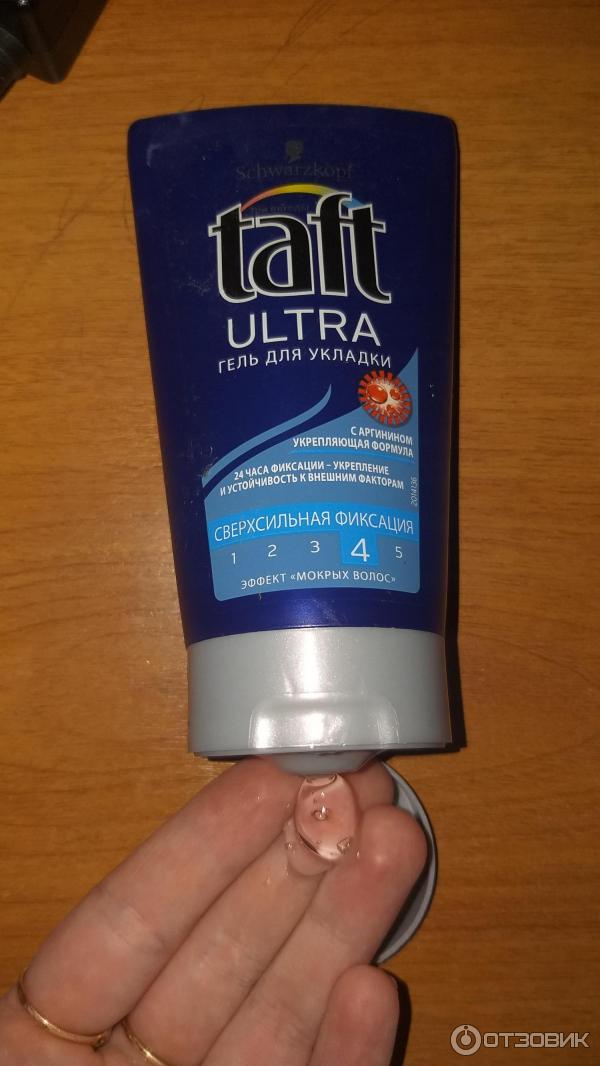 Schwarzkopf
taft
ULTRA
ГЕЛЬ ДЛЯ УКЛАДКИ
С АРГИНИНОМ
УКРЕПЛЯЮЩАЯ ФОРМУЛА
24 ЧАСА ФИКСАЦИИ – УКРЕПЛЕНИЕ
И УСТОЙЧИВОСТЬ К ВНЕШНИМ ФАКТОРАМ
2014136
СВЕРХСИЛЬНАЯ ФИКСАЦИЯ
1 2 3 4 5
ЭФФЕКТ «МОКРЫХ ВОЛОС»
ОТЗОВИК